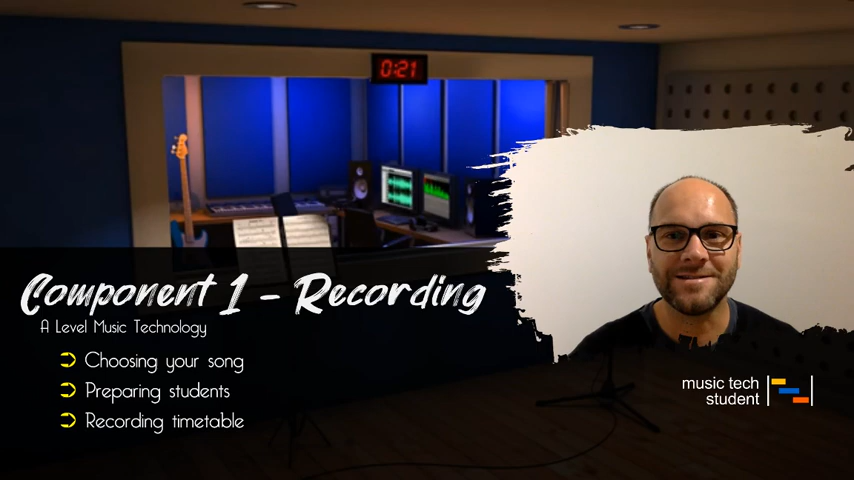 0:21
Component 1 - Recording
A Level Music Technology
Choosing your song
Preparing students
Recording timetable
music tech
student